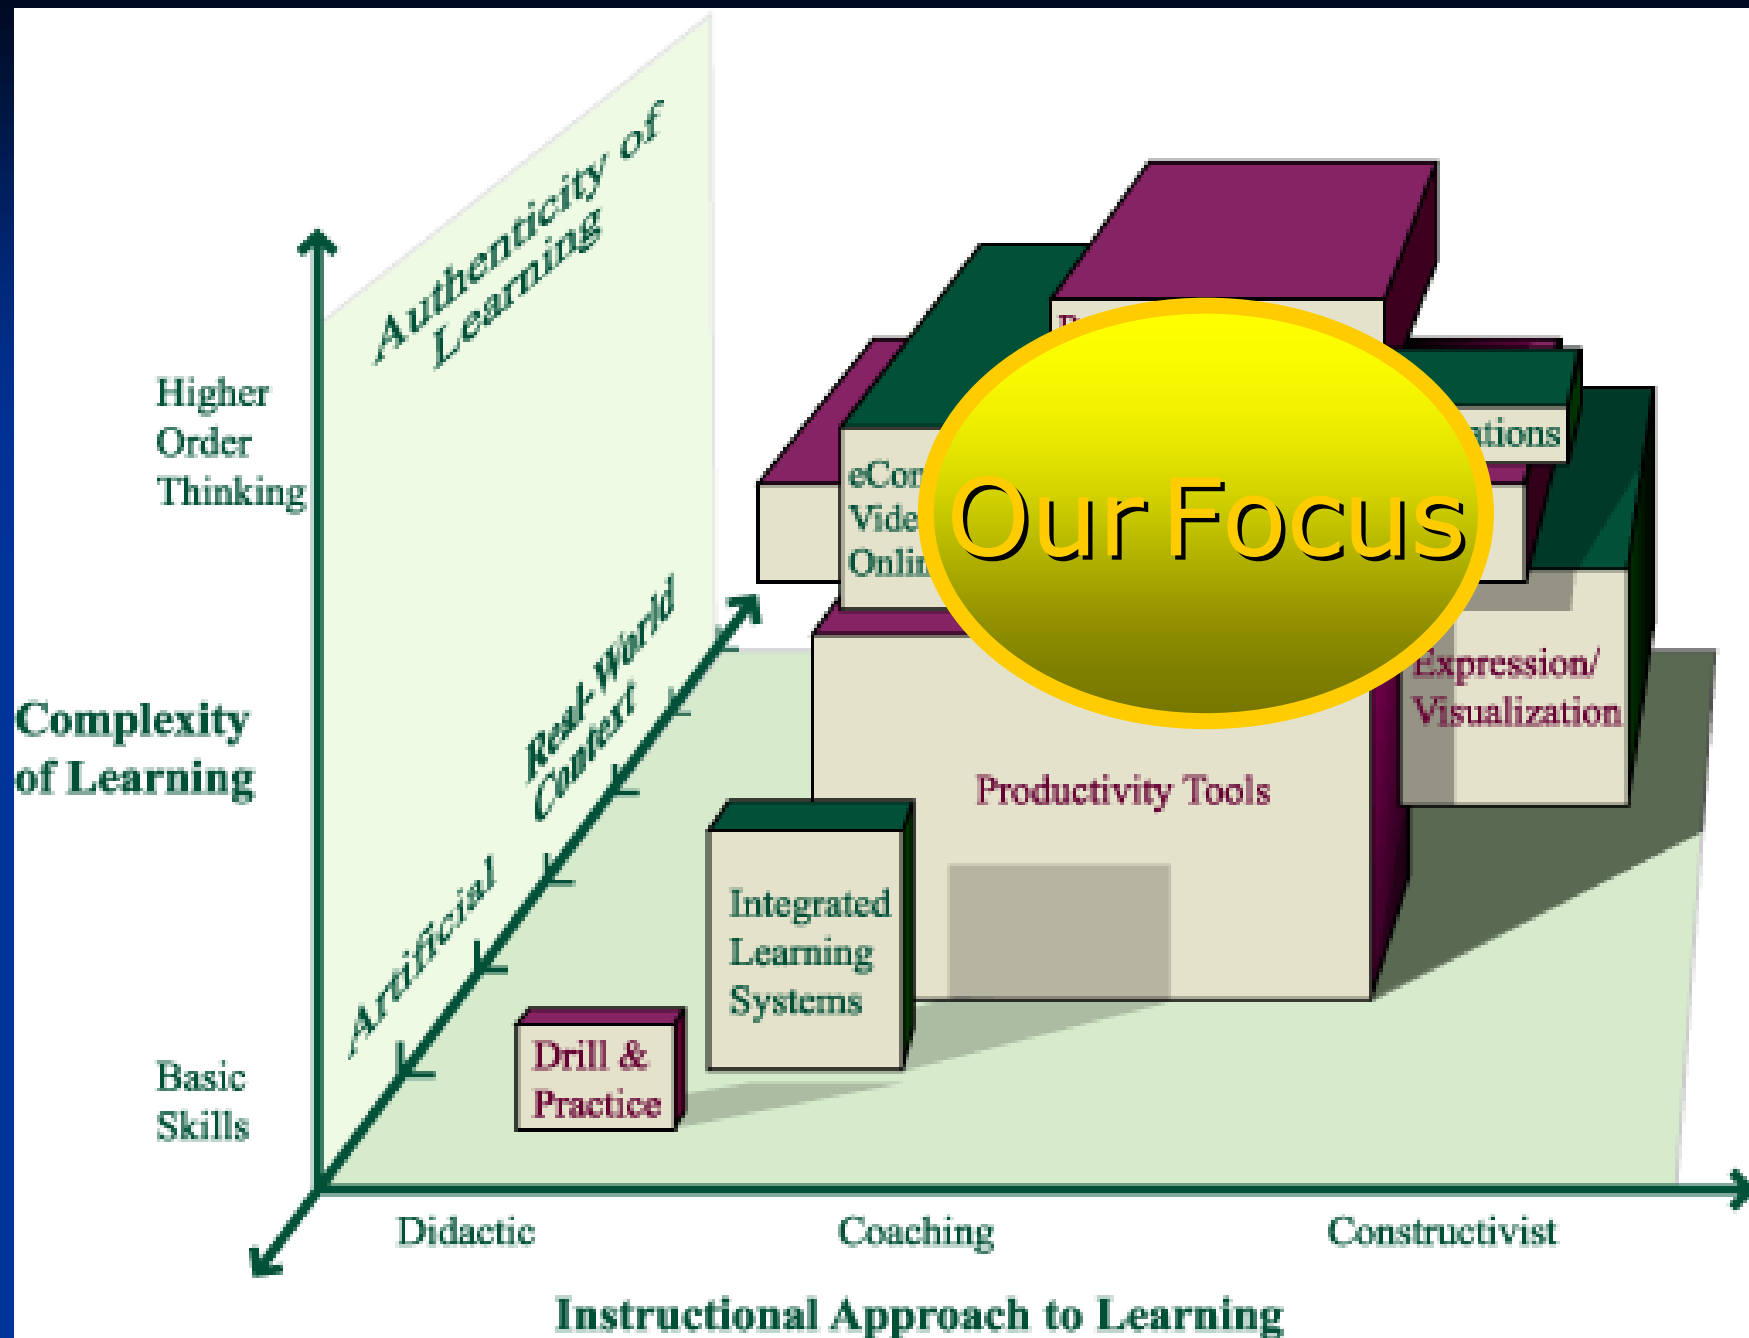 Authenticity of
Learning
Higher
Order
Thinking
Our Focus
Real-World
Context
Expression/
Visualization
Complexity
of Learning
Productivity Tools
Artificial
Integrated
Learning
Systems
Drill &
Practice
Basic
Skills
Didactic
Coaching
Constructivist
Instructional Approach to Learning